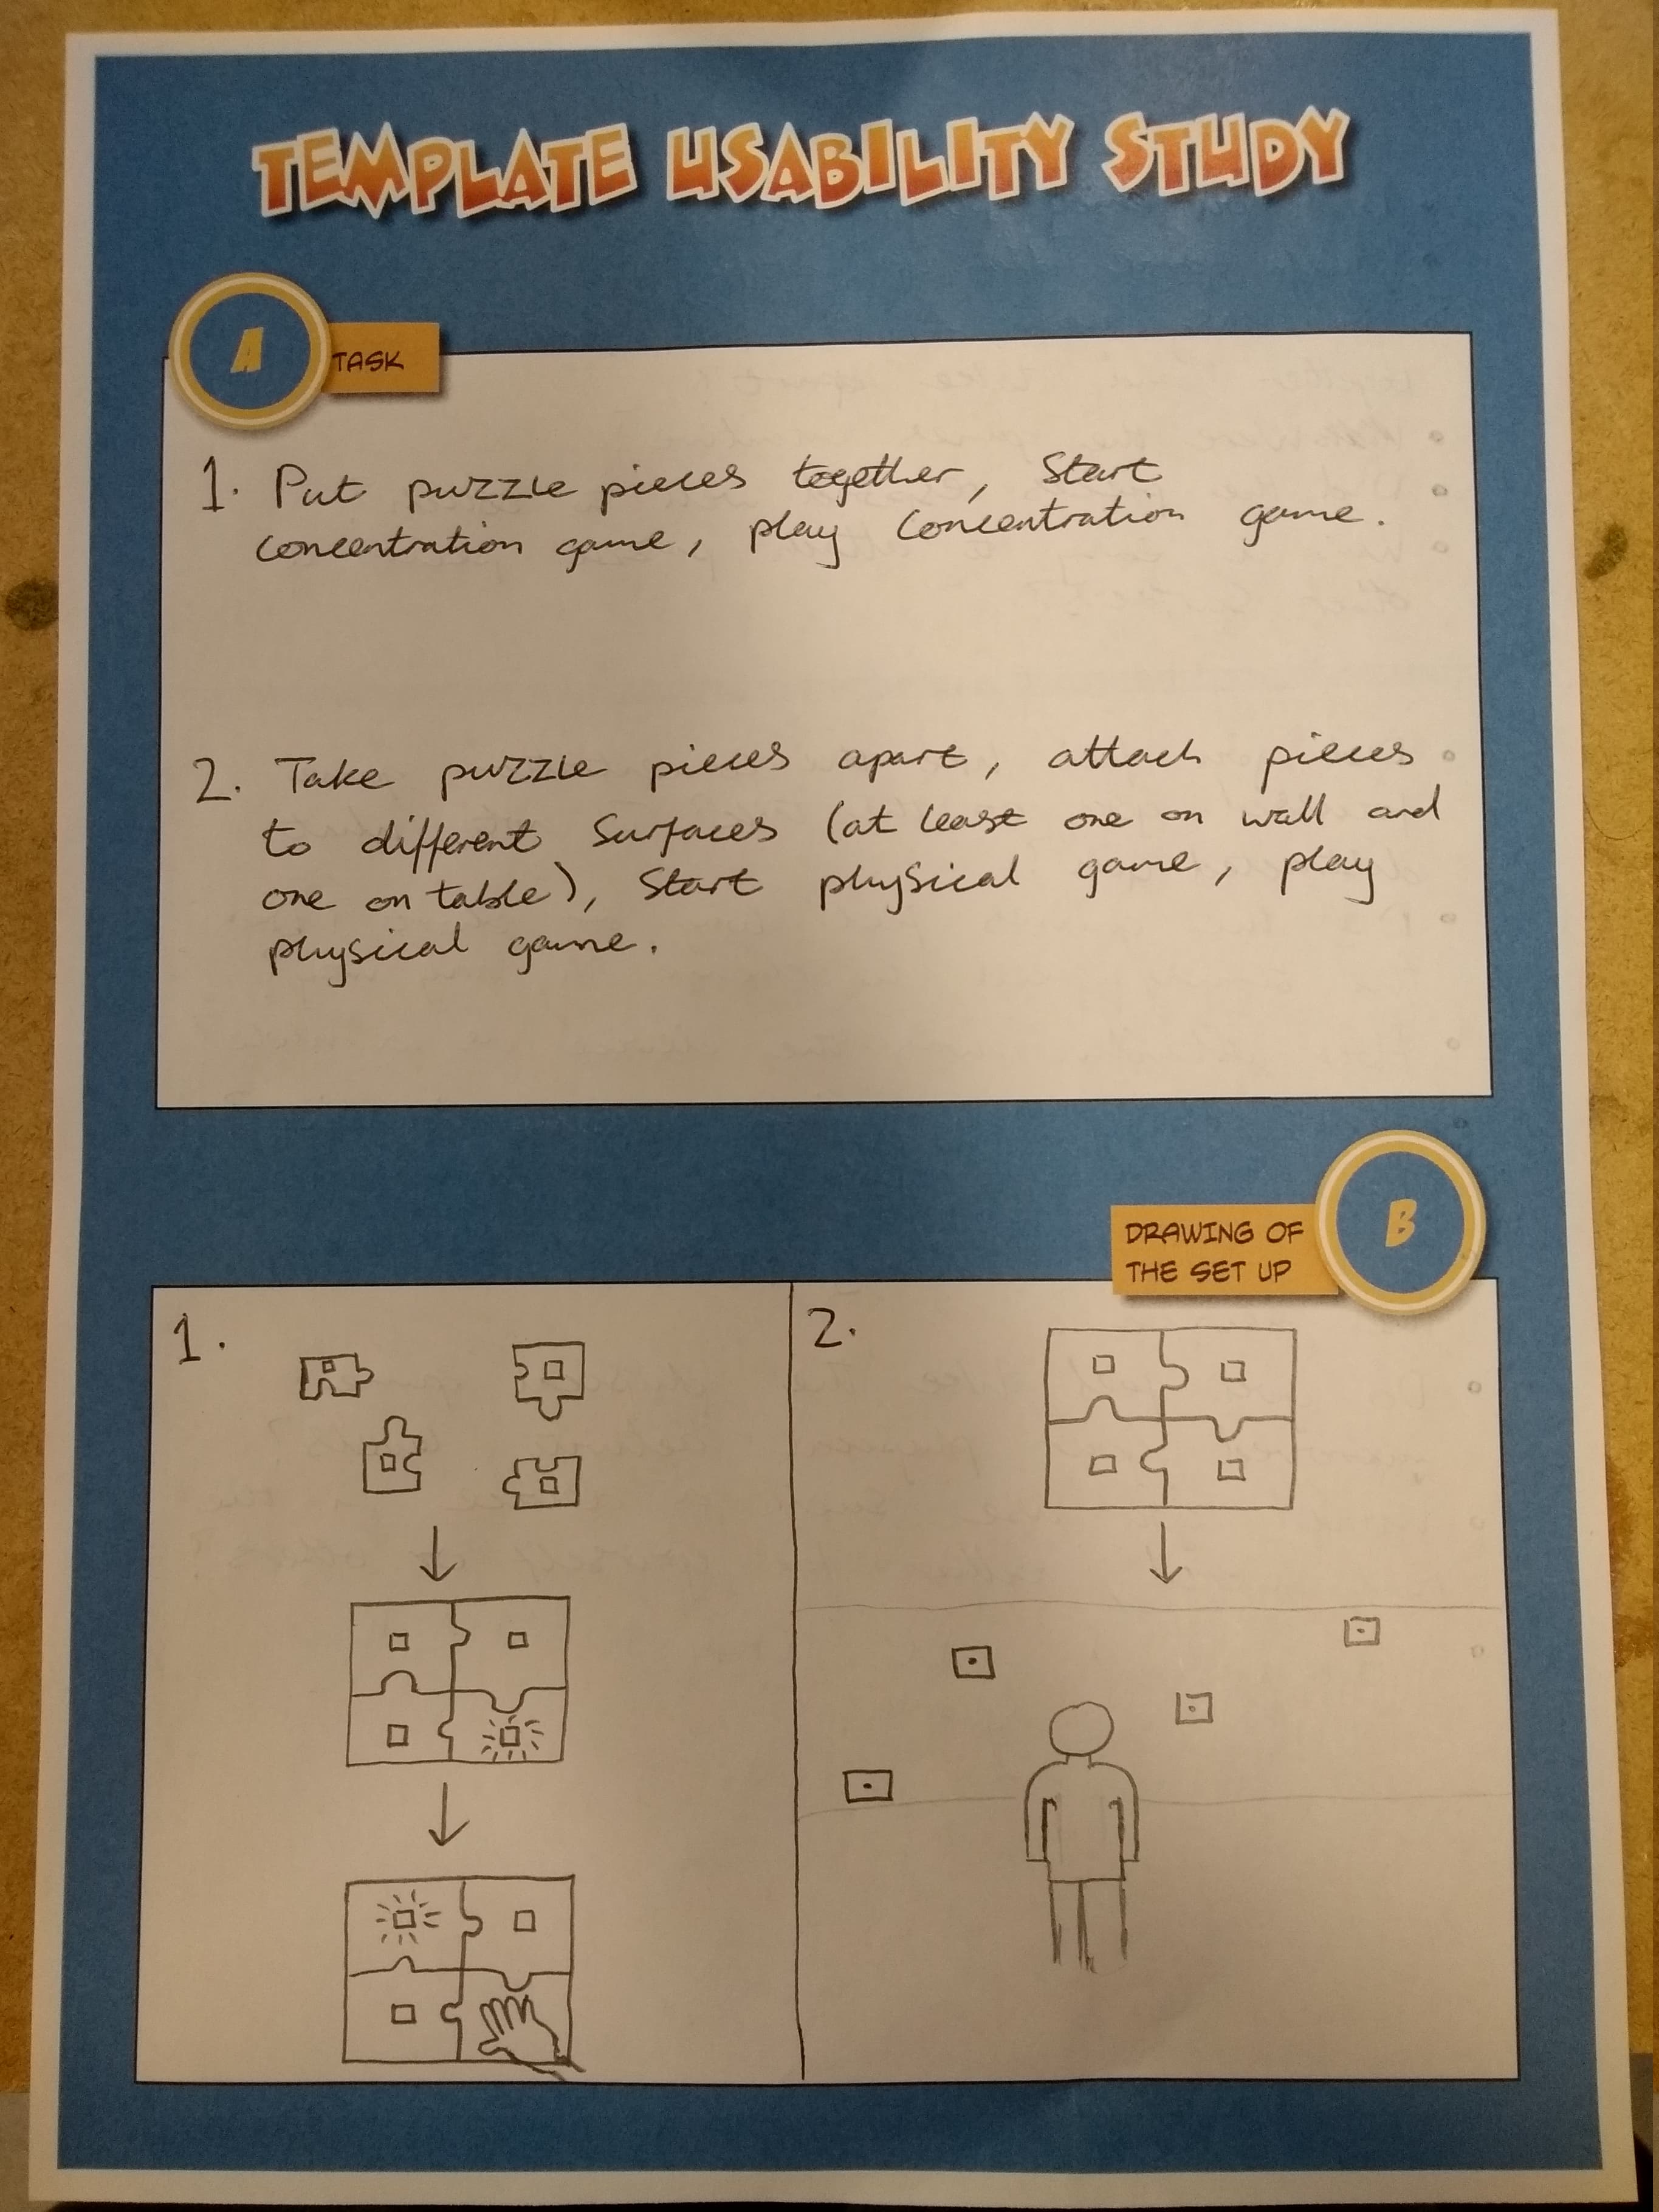 TEMPLATE USABILITY STUDY
A
TASK
1. Put puzzle pieces together, Start
concentration game, play concentration game.
2. Take puzzle pieces apart, attach pieces
to different surfaces (at least one on wall and
one on table), Start physical game, play
physical game.
B
DRAWING OF
THE SET UP
1.
2.